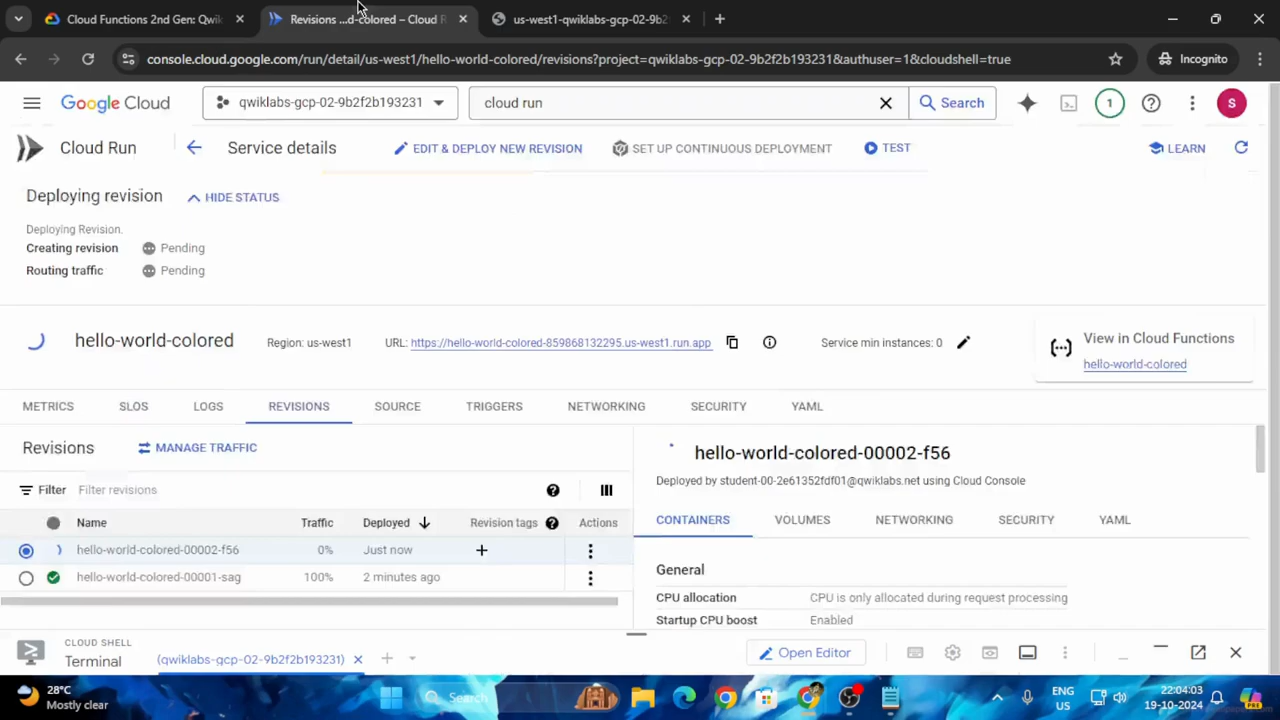 Cloud Functions 2nd Gen: Qwik
Revisions ...d-colored – Cloud R
us-west1-qwiklabs-gcp-02-9b2
console.cloud.google.com/run/detail/us-west1/hello-world-colored/revisions?project=qwiklabs-gcp-02-9b2f2b193231&authuser=1&cloudshell=true
Incognito
Google Cloud
qwiklabs-gcp-02-9b2f2b193231
cloud run
Search
1
S
Cloud Run
Service details
EDIT & DEPLOY NEW REVISION
SET UP CONTINUOUS DEPLOYMENT
TEST
LEARN
Deploying revision
HIDE STATUS
Deploying Revision.
Creating revision Pending
Routing traffic Pending
hello-world-colored
Region: us-west1
URL: https://hello-world-colored-859868132295.us-west1.run.app
Service min instances: 0
View in Cloud Functions
hello-world-colored
METRICS SLOS LOGS REVISIONS SOURCE TRIGGERS NETWORKING SECURITY YAML
Revisions
MANAGE TRAFFIC
Filter Filter revisions
Name Traffic Deployed Revision tags Actions
hello-world-colored-00002-f56 0% Just now
hello-world-colored-00001-sag 100% 2 minutes ago
hello-world-colored-00002-f56
Deployed by student-00-2e61352fdf01@qwiklabs.net using Cloud Console
CONTAINERS VOLUMES NETWORKING SECURITY YAML
General
CPU allocation CPU is only allocated during request processing
Startup CPU boost Enabled
CLOUD SHELL
Terminal
(qwiklabs-gcp-02-9b2f2b193231)
Open Editor
28°C
Mostly clear
Search
ENG
US
22:04:03
19-10-2024
PRE